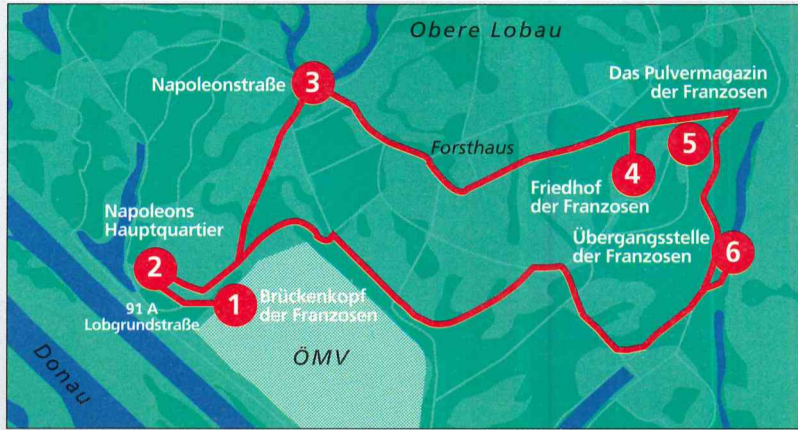 Obere Lobau
Napoleonstraße
3
Das Pulvermagazin
der Franzosen
Forsthaus
5
4
Friedhof
der Franzosen
Napoleons
Hauptquartier
Übergangsstelle
der Franzosen
6
2
1
Brückenkopf
der Franzosen
91 A
Lobgrundstraße
ÖMV
Donau